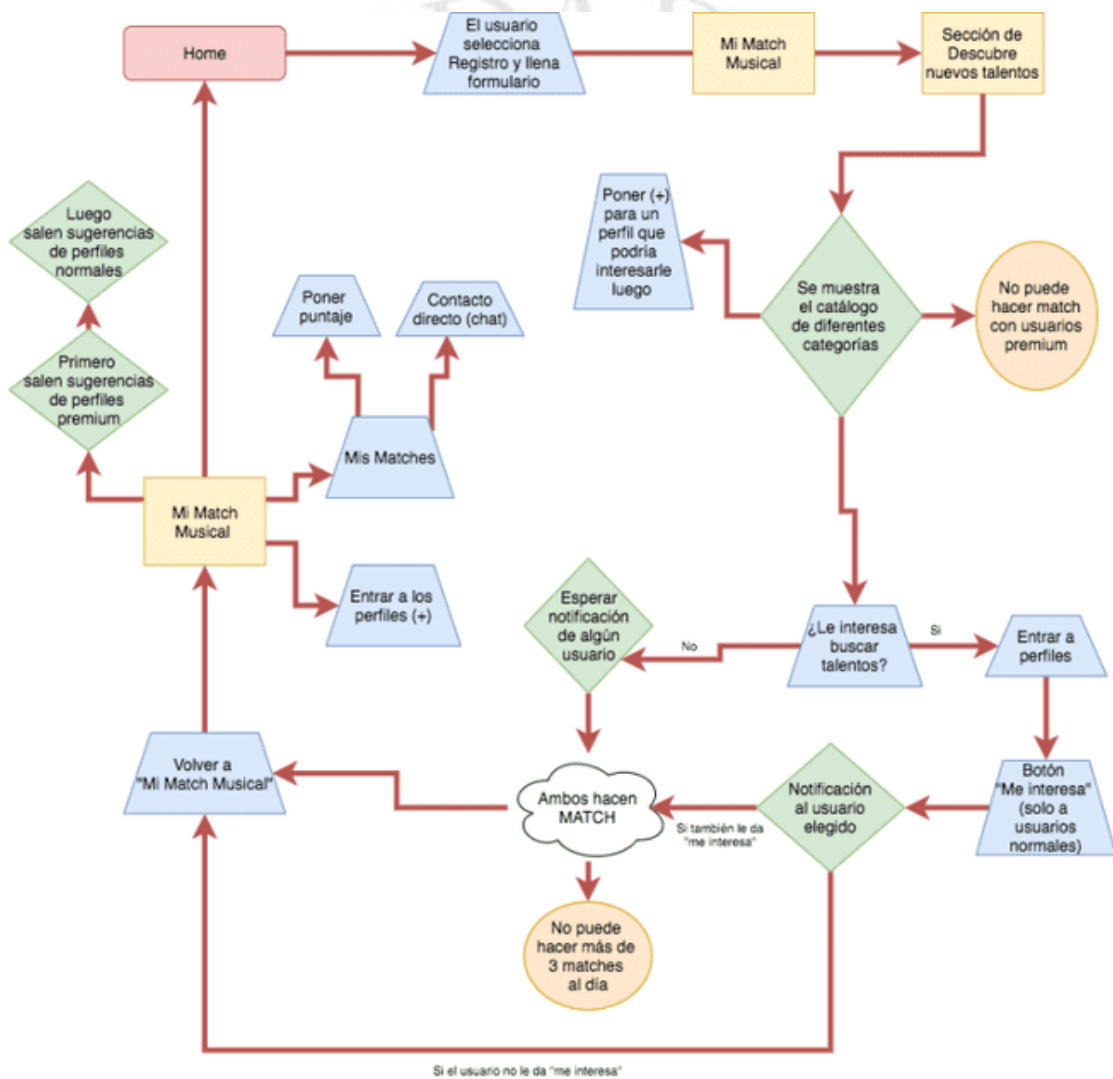 Home
El usuario
selecciona
Registro y llena
formulario
Mi Match
Musical
Sección de
Descubre
nuevos talentos
Poner (+)
para un
perfil que
podría
interesarle
luego
Se muestra
el catálogo
de diferentes
categorías
No puede
hacer match
con usuarios
premium
Luego
salen sugerencias
de perfiles
normales
Primero
salen sugerencias
de perfiles
premium
Poner
puntaje
Contacto
directo (chat)
Mis Matches
Mi Match
Musical
Entrar a los
perfiles (+)
Esperar
notificación
de algún
usuario
No
¿Le interesa
buscar
talentos?
Si
Entrar a
perfiles
Volver a
"Mi Match Musical"
Ambos hacen
MATCH
Si también le da
"me interesa"
Notificación
al usuario
elegido
Botón
"Me interesa"
(solo a
usuarios
normales)
No puede
hacer más de
3 matches
al día
Si el usuario no le da "me interesa"